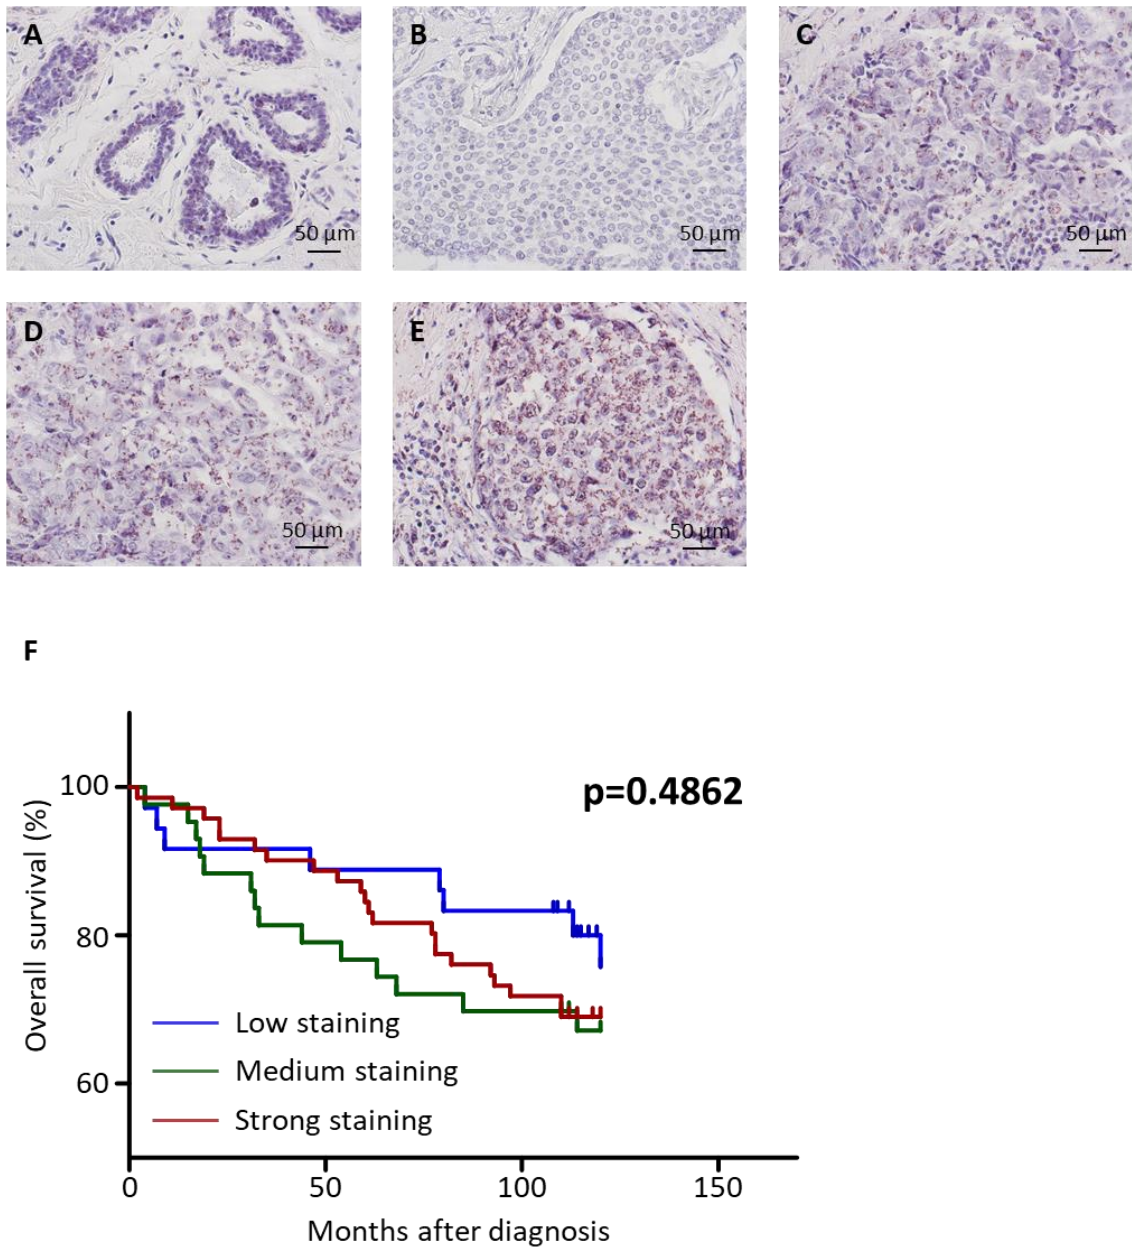 A
B
C
50 µm
50 µm
50 µm
D
E
50 µm
50 µm
F
p=0.4862
100
80
60
Overall survival (%)
Low staining
Medium staining
Strong staining
0 50 100 150
Months after diagnosis